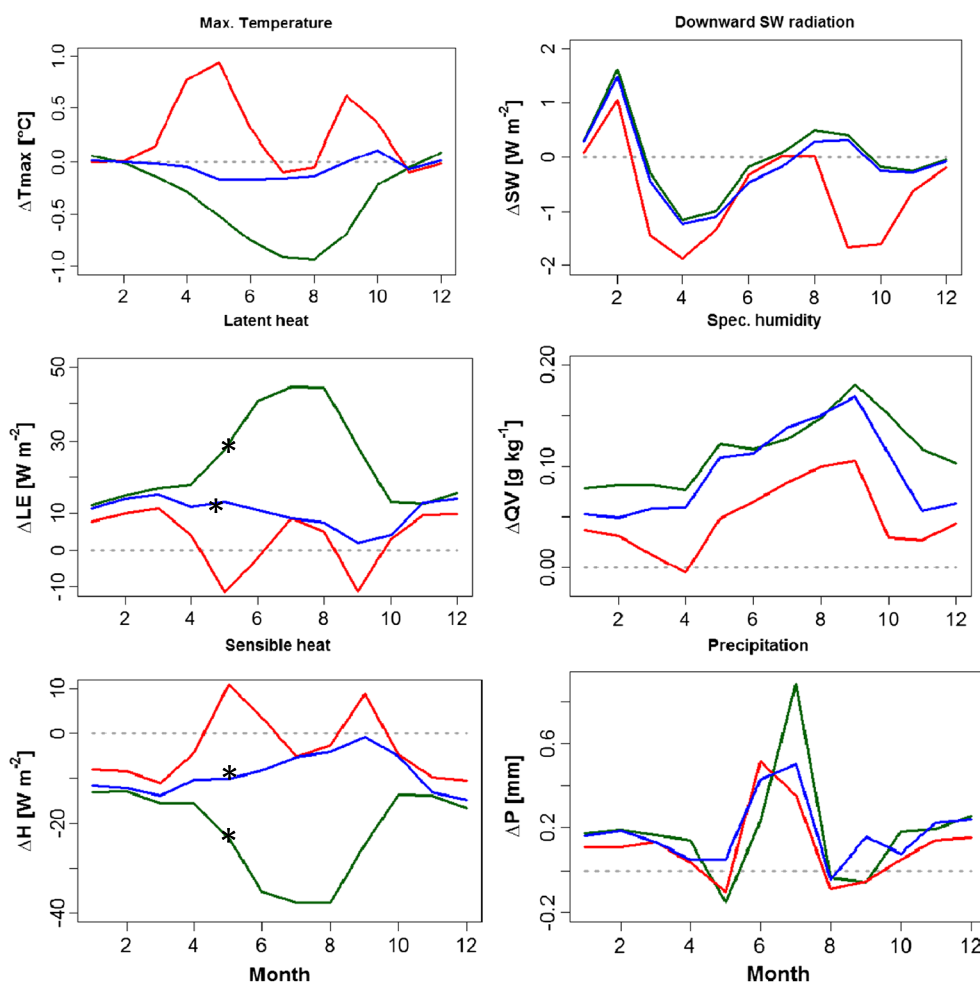 Max. Temperature
ΔTmax [°C]
1.0
0.5
0.0
-0.5
-1.0
2 4 6 8 10 12
Downward SW radiation
ΔSW [W m-2]
2
1
0
-1
-2
2 4 6 8 10 12
Latent heat
ΔLE [W m-2]
50
30
10
0
-10
2 4 6 8 10 12
Spec. humidity
ΔQV [g kg-1]
0.20
0.10
0.00
2 4 6 8 10 12
Sensible heat
ΔH [W m-2]
10
0
-20
-40
2 4 6 8 10 12
Month
Precipitation
ΔP [mm]
0.6
0.2
-0.2
2 4 6 8 10 12
Month